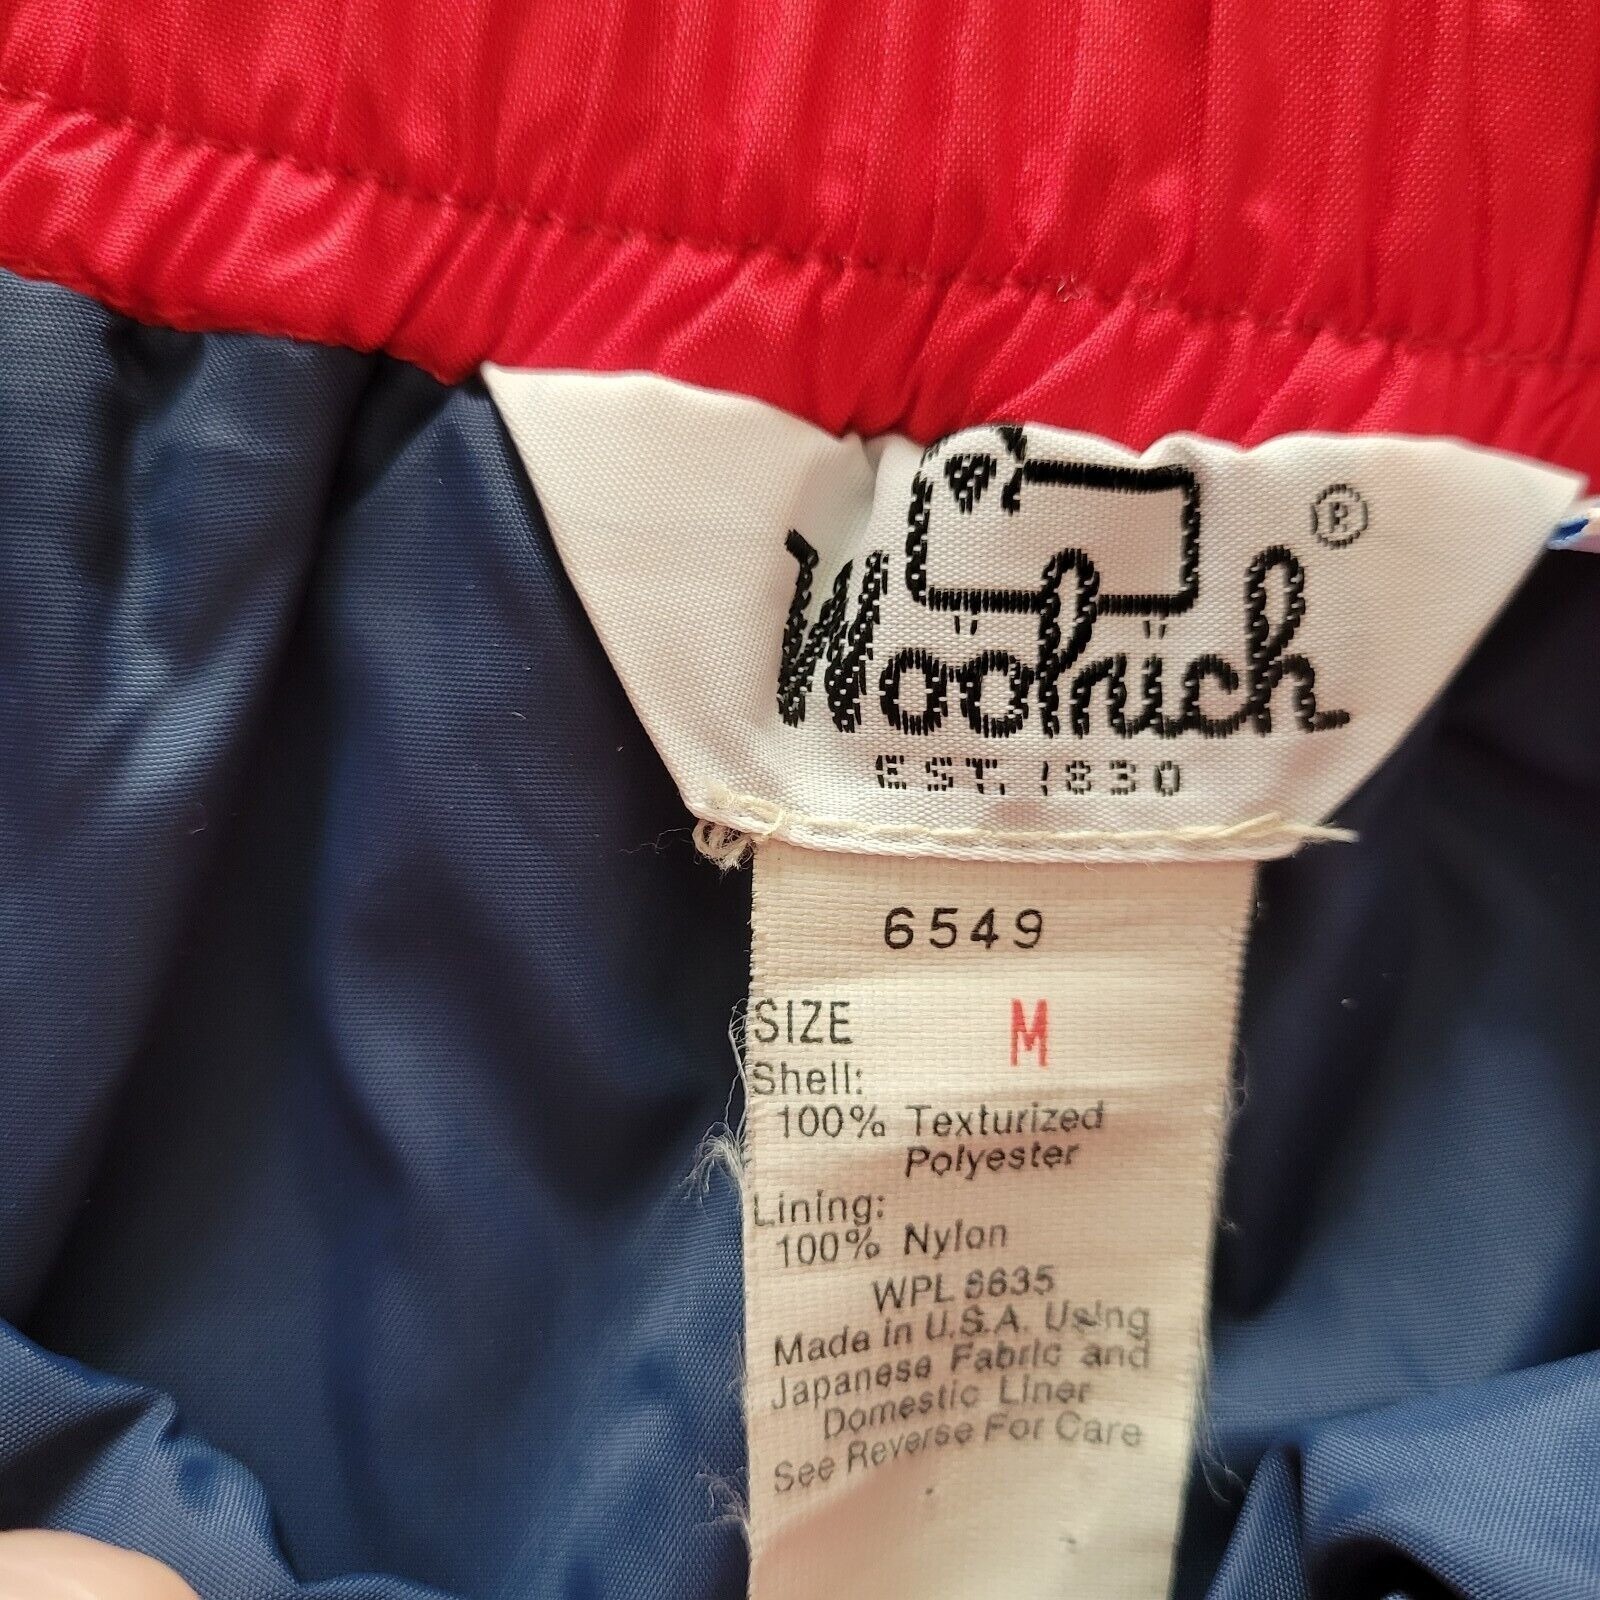 Woolrich ®
EST. 1830
6549
SIZE M
Shell:
100% Texturized
Polyester
Lining:
100% Nylon
WPL 6635
Made in U.S.A. Using
Japanese Fabric and
Domestic Liner
See Reverse For Care